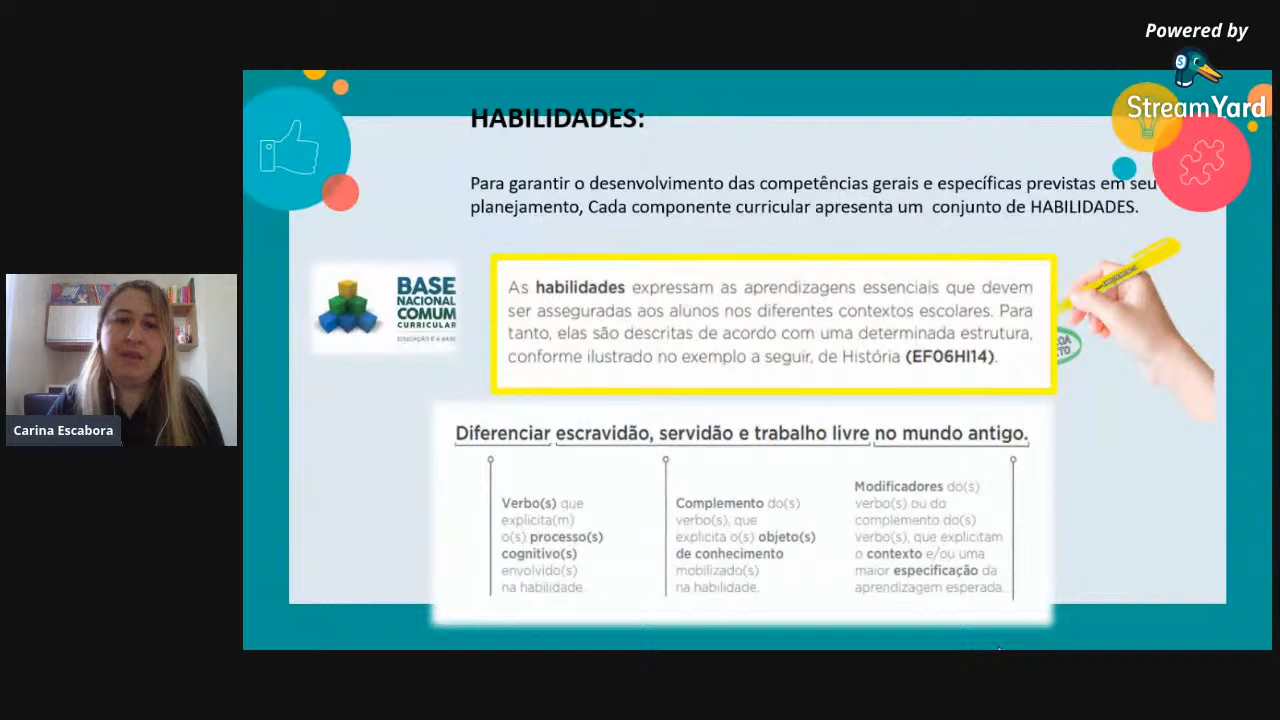 Powered by
StreamYard
HABILIDADES:
Para garantir o desenvolvimento das competências gerais e específicas previstas em seu
planejamento, Cada componente curricular apresenta um conjunto de HABILIDADES.
BASE
NACIONAL
COMUM
CURRICULAR
EDUCAÇÃO É A BASE
As habilidades expressam as aprendizagens essenciais que devem
ser asseguradas aos alunos nos diferentes contextos escolares. Para
tanto, elas são descritas de acordo com uma determinada estrutura,
conforme ilustrado no exemplo a seguir, de História (EF06HI14).
Carina Escabora
Diferenciar escravidão, servidão e trabalho livre no mundo antigo.
Verbo(s) que
explicita(m)
o(s) processo(s)
cognitivo(s)
envolvido(s)
na habilidade.
Complemento do(s)
verbo(s), que
explicita o(s) objeto(s)
de conhecimento
mobilizado(s)
na habilidade.
Modificadores do(s)
verbo(s) ou do
complemento do(s)
verbo(s), que explicitam
o contexto e/ou uma
maior especificação da
aprendizagem esperada.